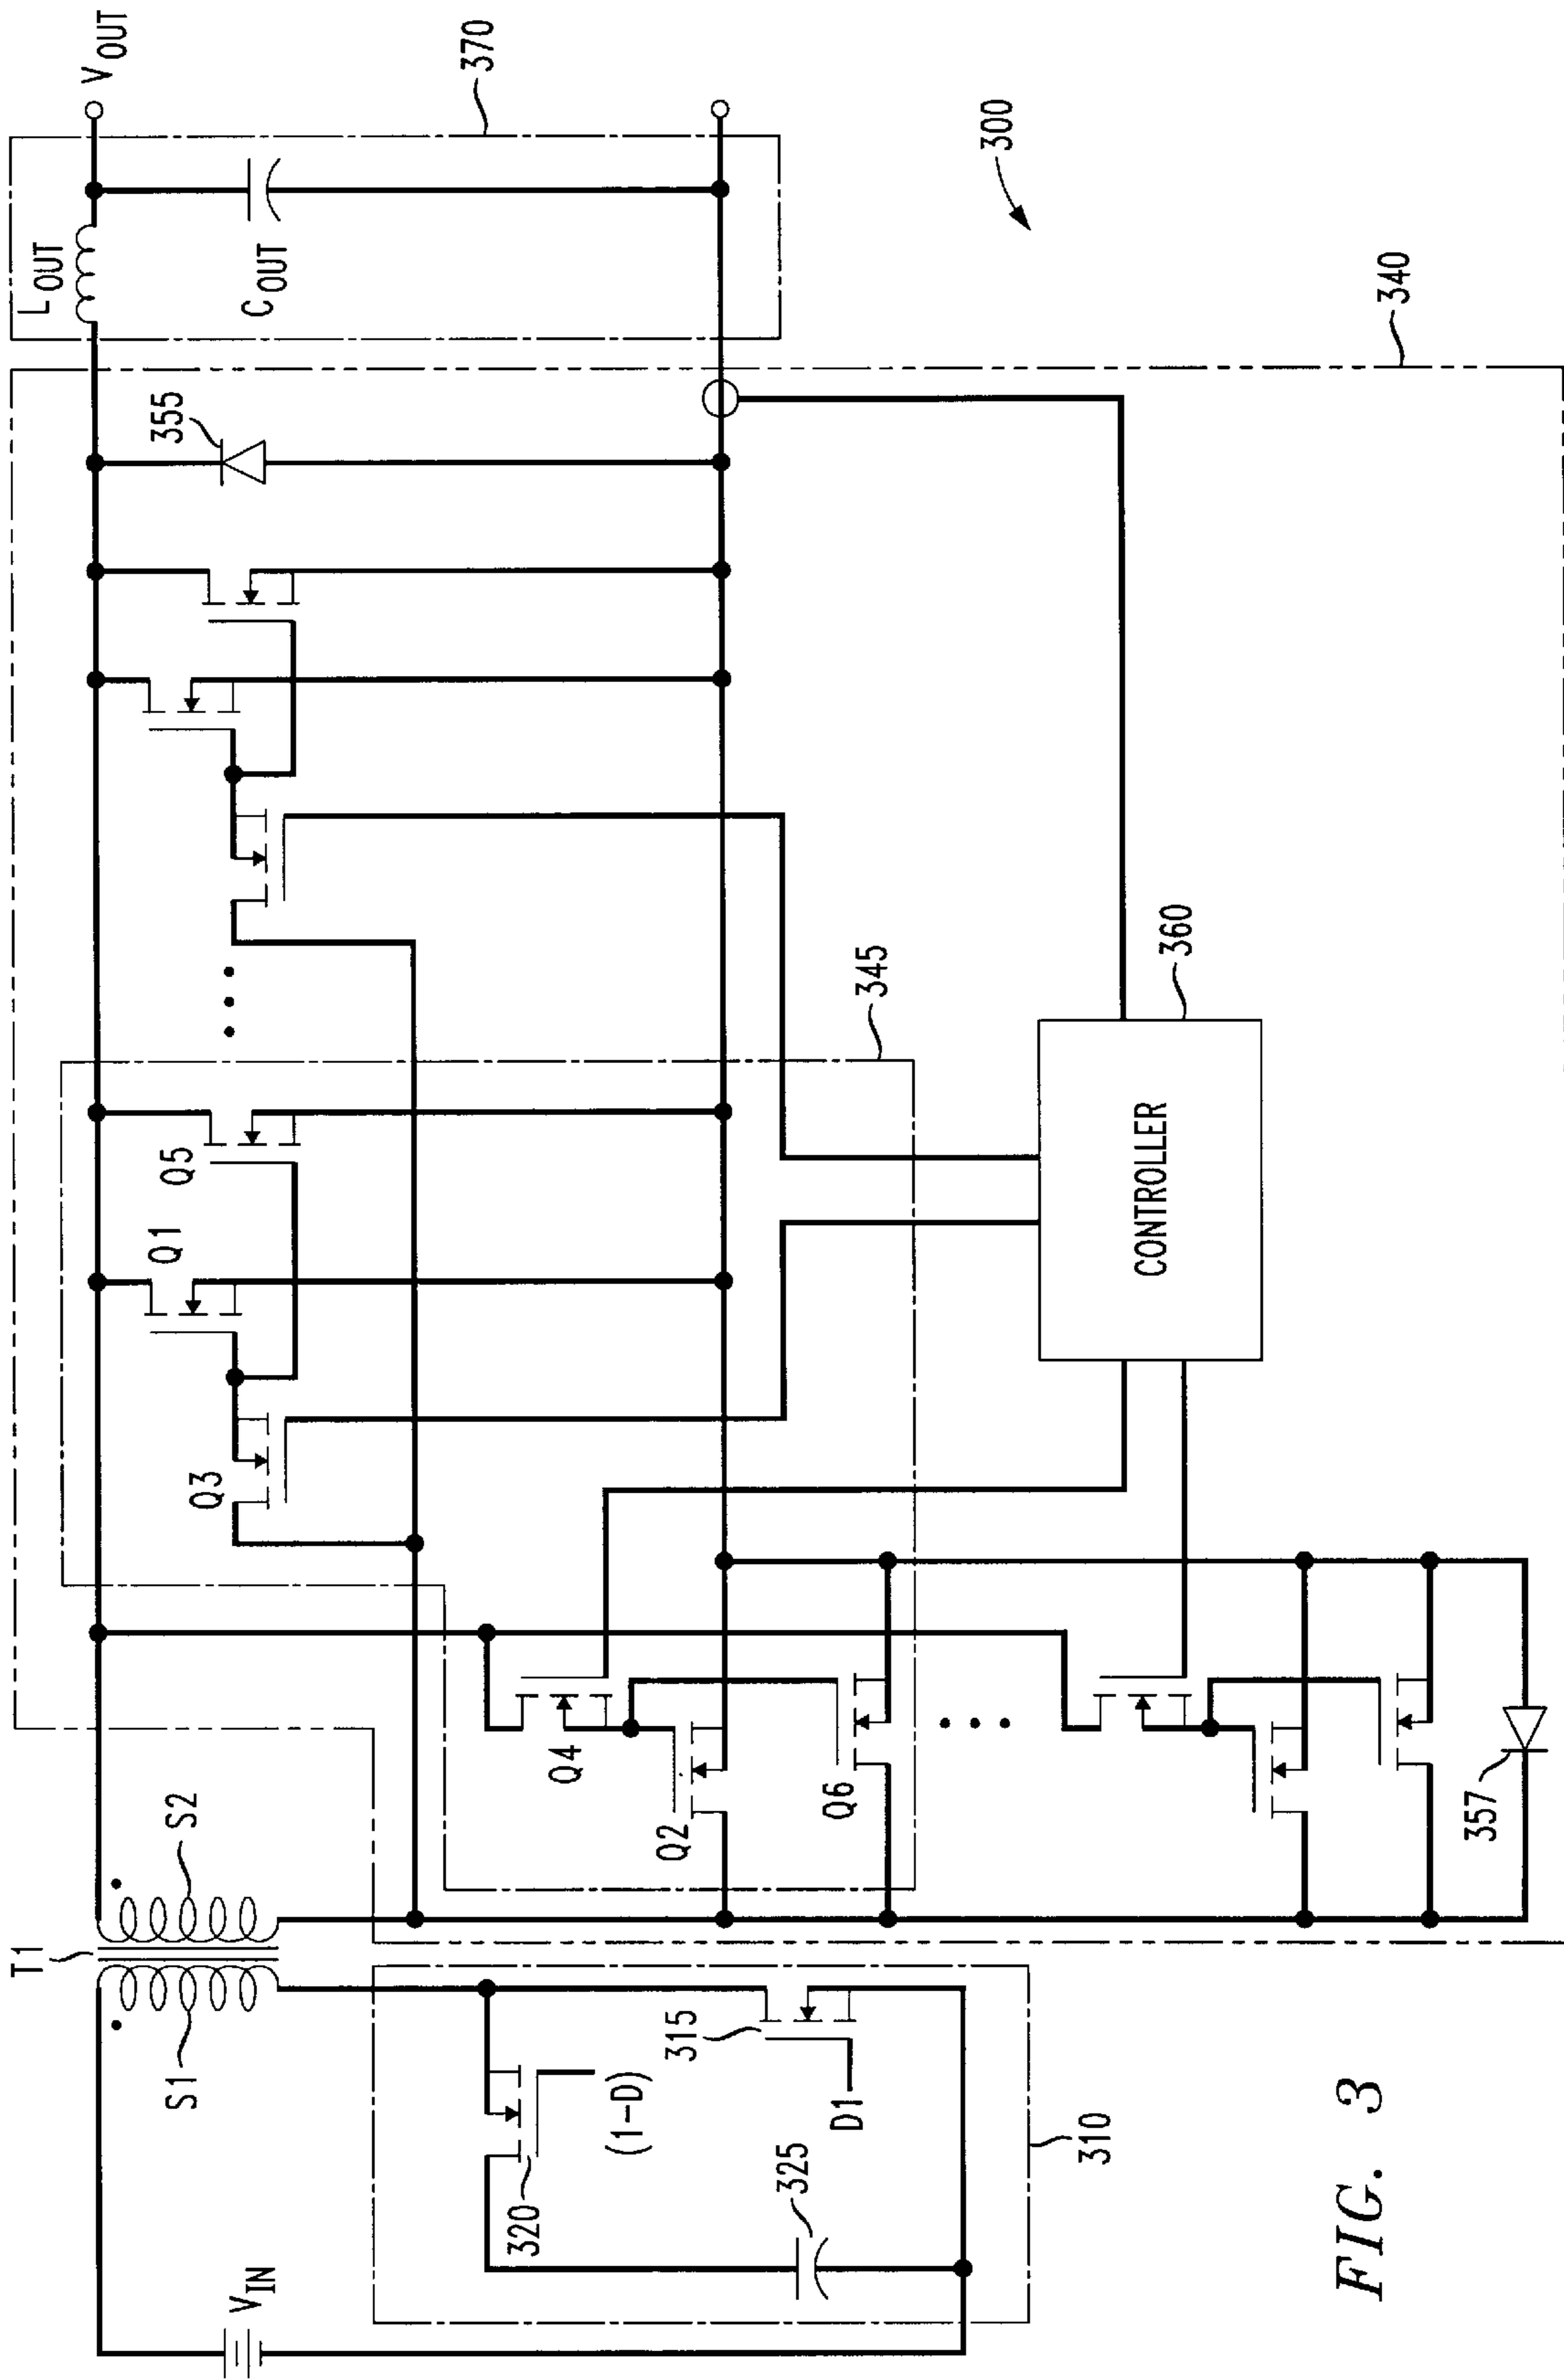 T1
S1
S2
VIN
310
315
320
325
(1-D)
D1
Q1
Q2
Q3
Q4
Q5
Q6
345
355
357
CONTROLLER
360
340
300
LOUT
COUT
370
VOUT
FIG. 3